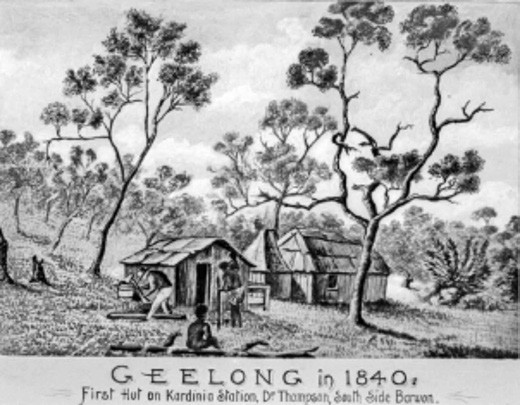 GEELONG in 1840.
First Hut on Kardinia Station, Dr Thompson, South Side Barwon.